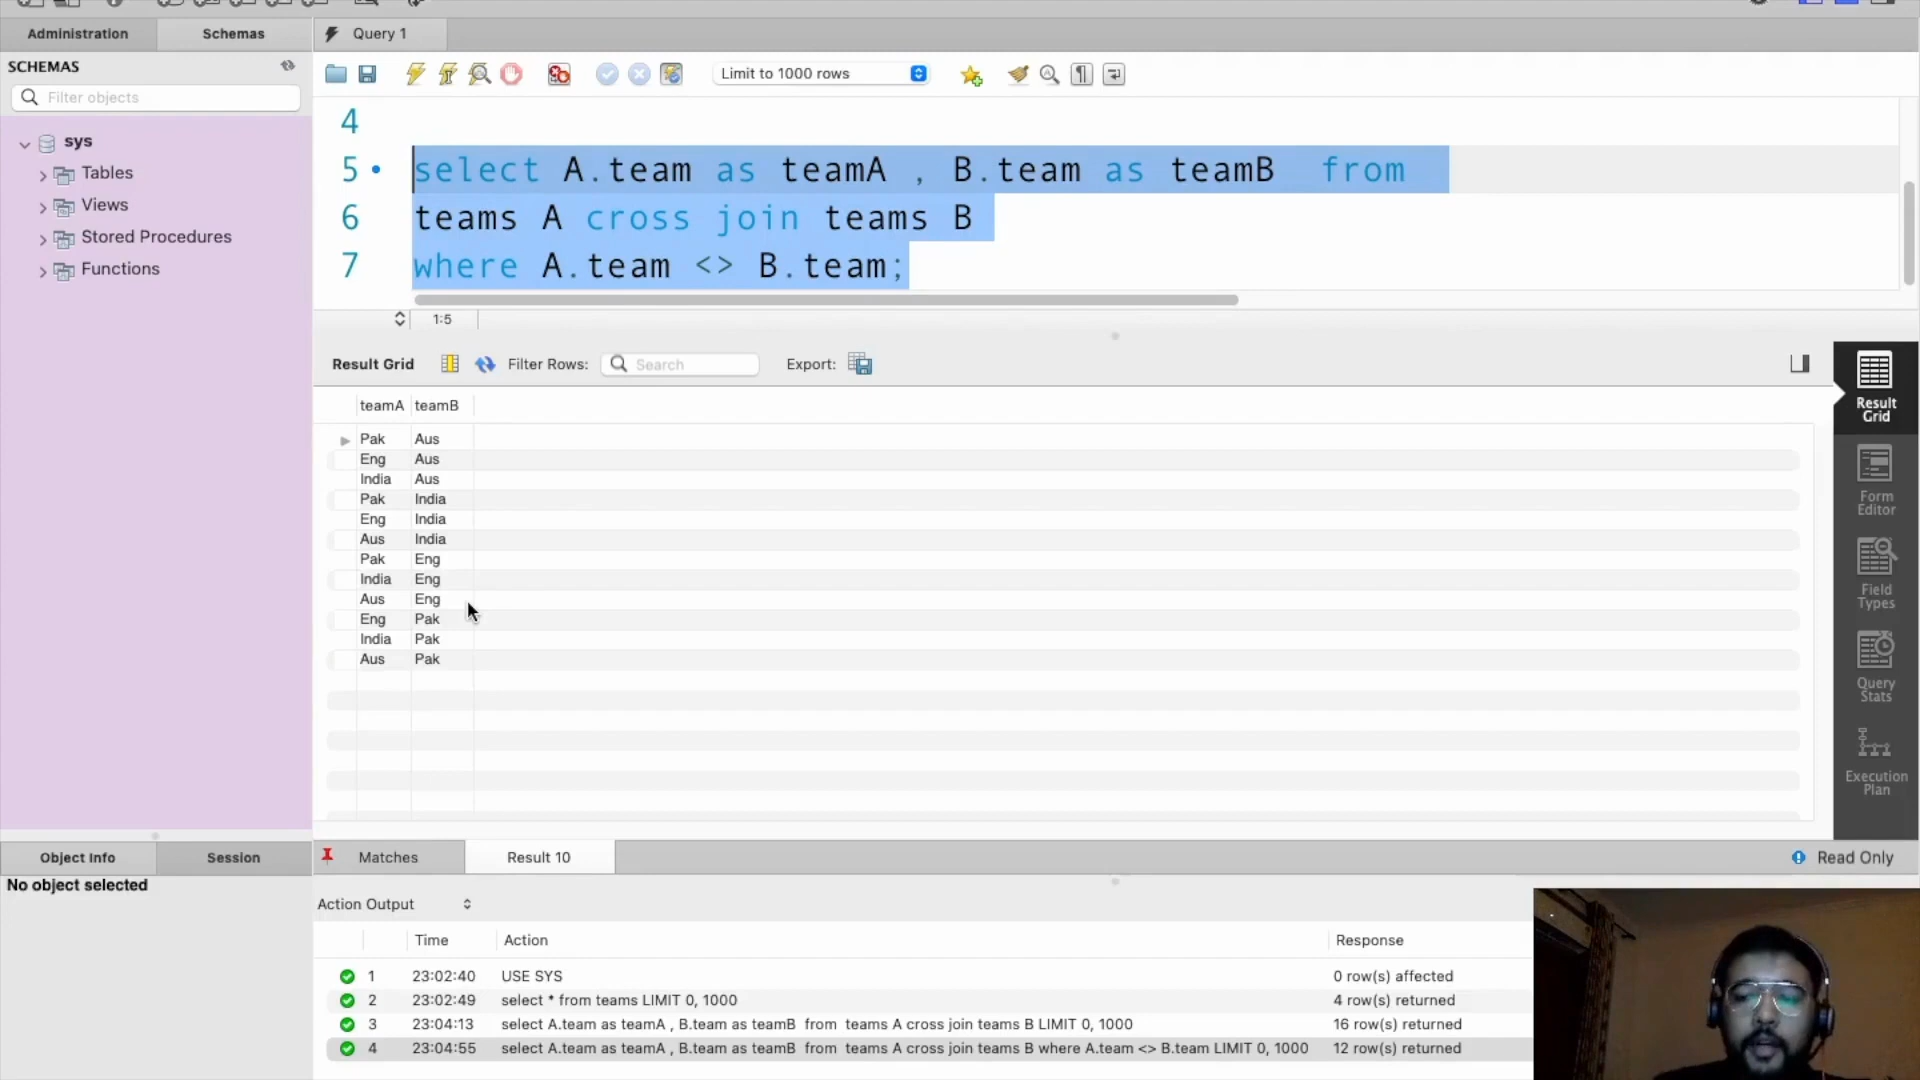 Administration
Schemas
Query 1
SCHEMAS
Filter objects
Limit to 1000 rows
sys
Tables
Views
Stored Procedures
Functions
4
5 select A.team as teamA , B.team as teamB from
6 teams A cross join teams B
7 where A.team <> B.team;
1:5
Result Grid
Filter Rows:
Search
Export:
Result Grid
Form Editor
Field Types
Query Stats
Execution Plan
teamA teamB
Pak Aus
Eng Aus
India Aus
Pak India
Eng India
Aus India
Pak Eng
India Eng
Aus Eng
Eng Pak
India Pak
Aus Pak
Object Info
Session
Matches
Result 10
Read Only
No object selected
Action Output
Time Action Response
1 23:02:40 USE SYS 0 row(s) affected
2 23:02:49 select * from teams LIMIT 0, 1000 4 row(s) returned
3 23:04:13 select A.team as teamA , B.team as teamB from teams A cross join teams B LIMIT 0, 1000 16 row(s) returned
4 23:04:55 select A.team as teamA , B.team as teamB from teams A cross join teams B where A.team <> B.team LIMIT 0, 1000 12 row(s) returned